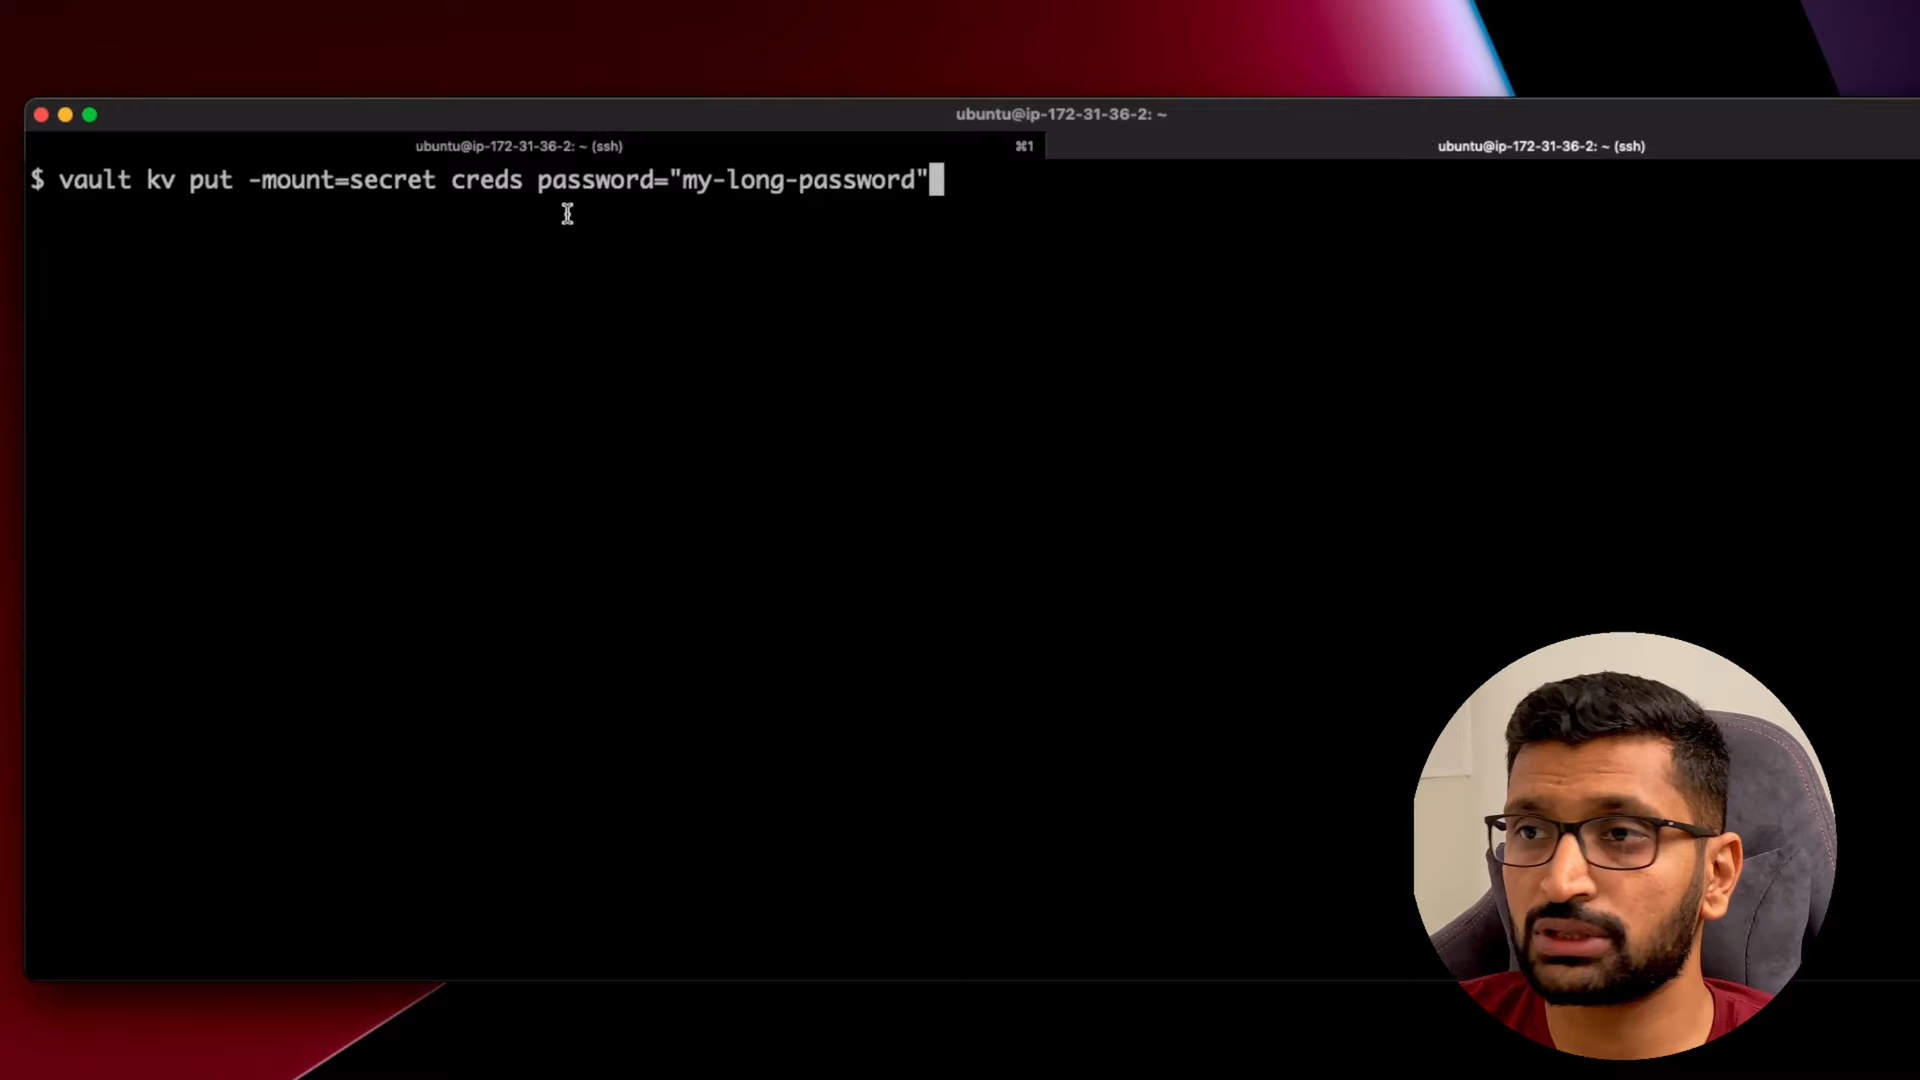 ubuntu@ip-172-31-36-2: ~
ubuntu@ip-172-31-36-2: ~ (ssh)
⌘1
ubuntu@ip-172-31-36-2: ~ (ssh)
$ vault kv put -mount=secret creds password="my-long-password"